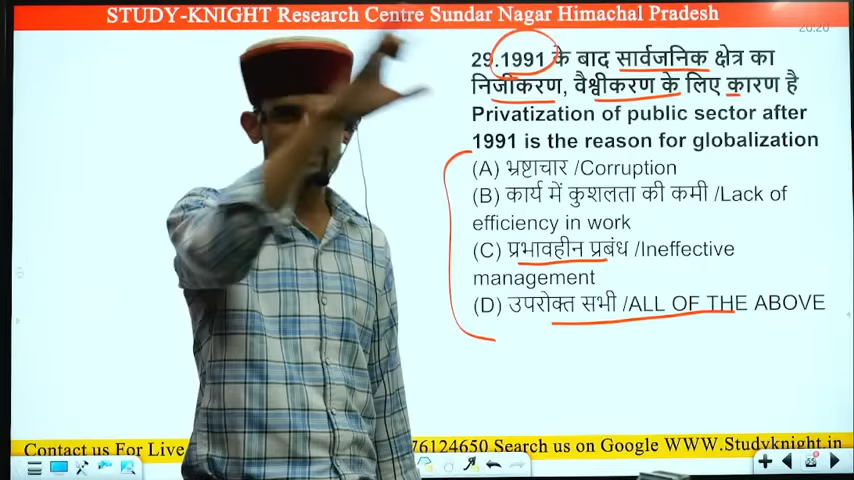 STUDY-KNIGHT Research Centre Sundar Nagar Himachal Pradesh
20:20
29.1991 के बाद सार्वजनिक क्षेत्र का
निजीकरण, वैश्वीकरण के लिए कारण है
Privatization of public sector after
1991 is the reason for globalization
(A) भ्रष्टाचार /Corruption
(B) कार्य में कुशलता की कमी /Lack of
efficiency in work
(C) प्रभावहीन प्रबंध /Ineffective
management
(D) उपरोक्त सभी /ALL OF THE ABOVE
Contact us For Live 76124650 Search us on Google WWW.Studyknight.in